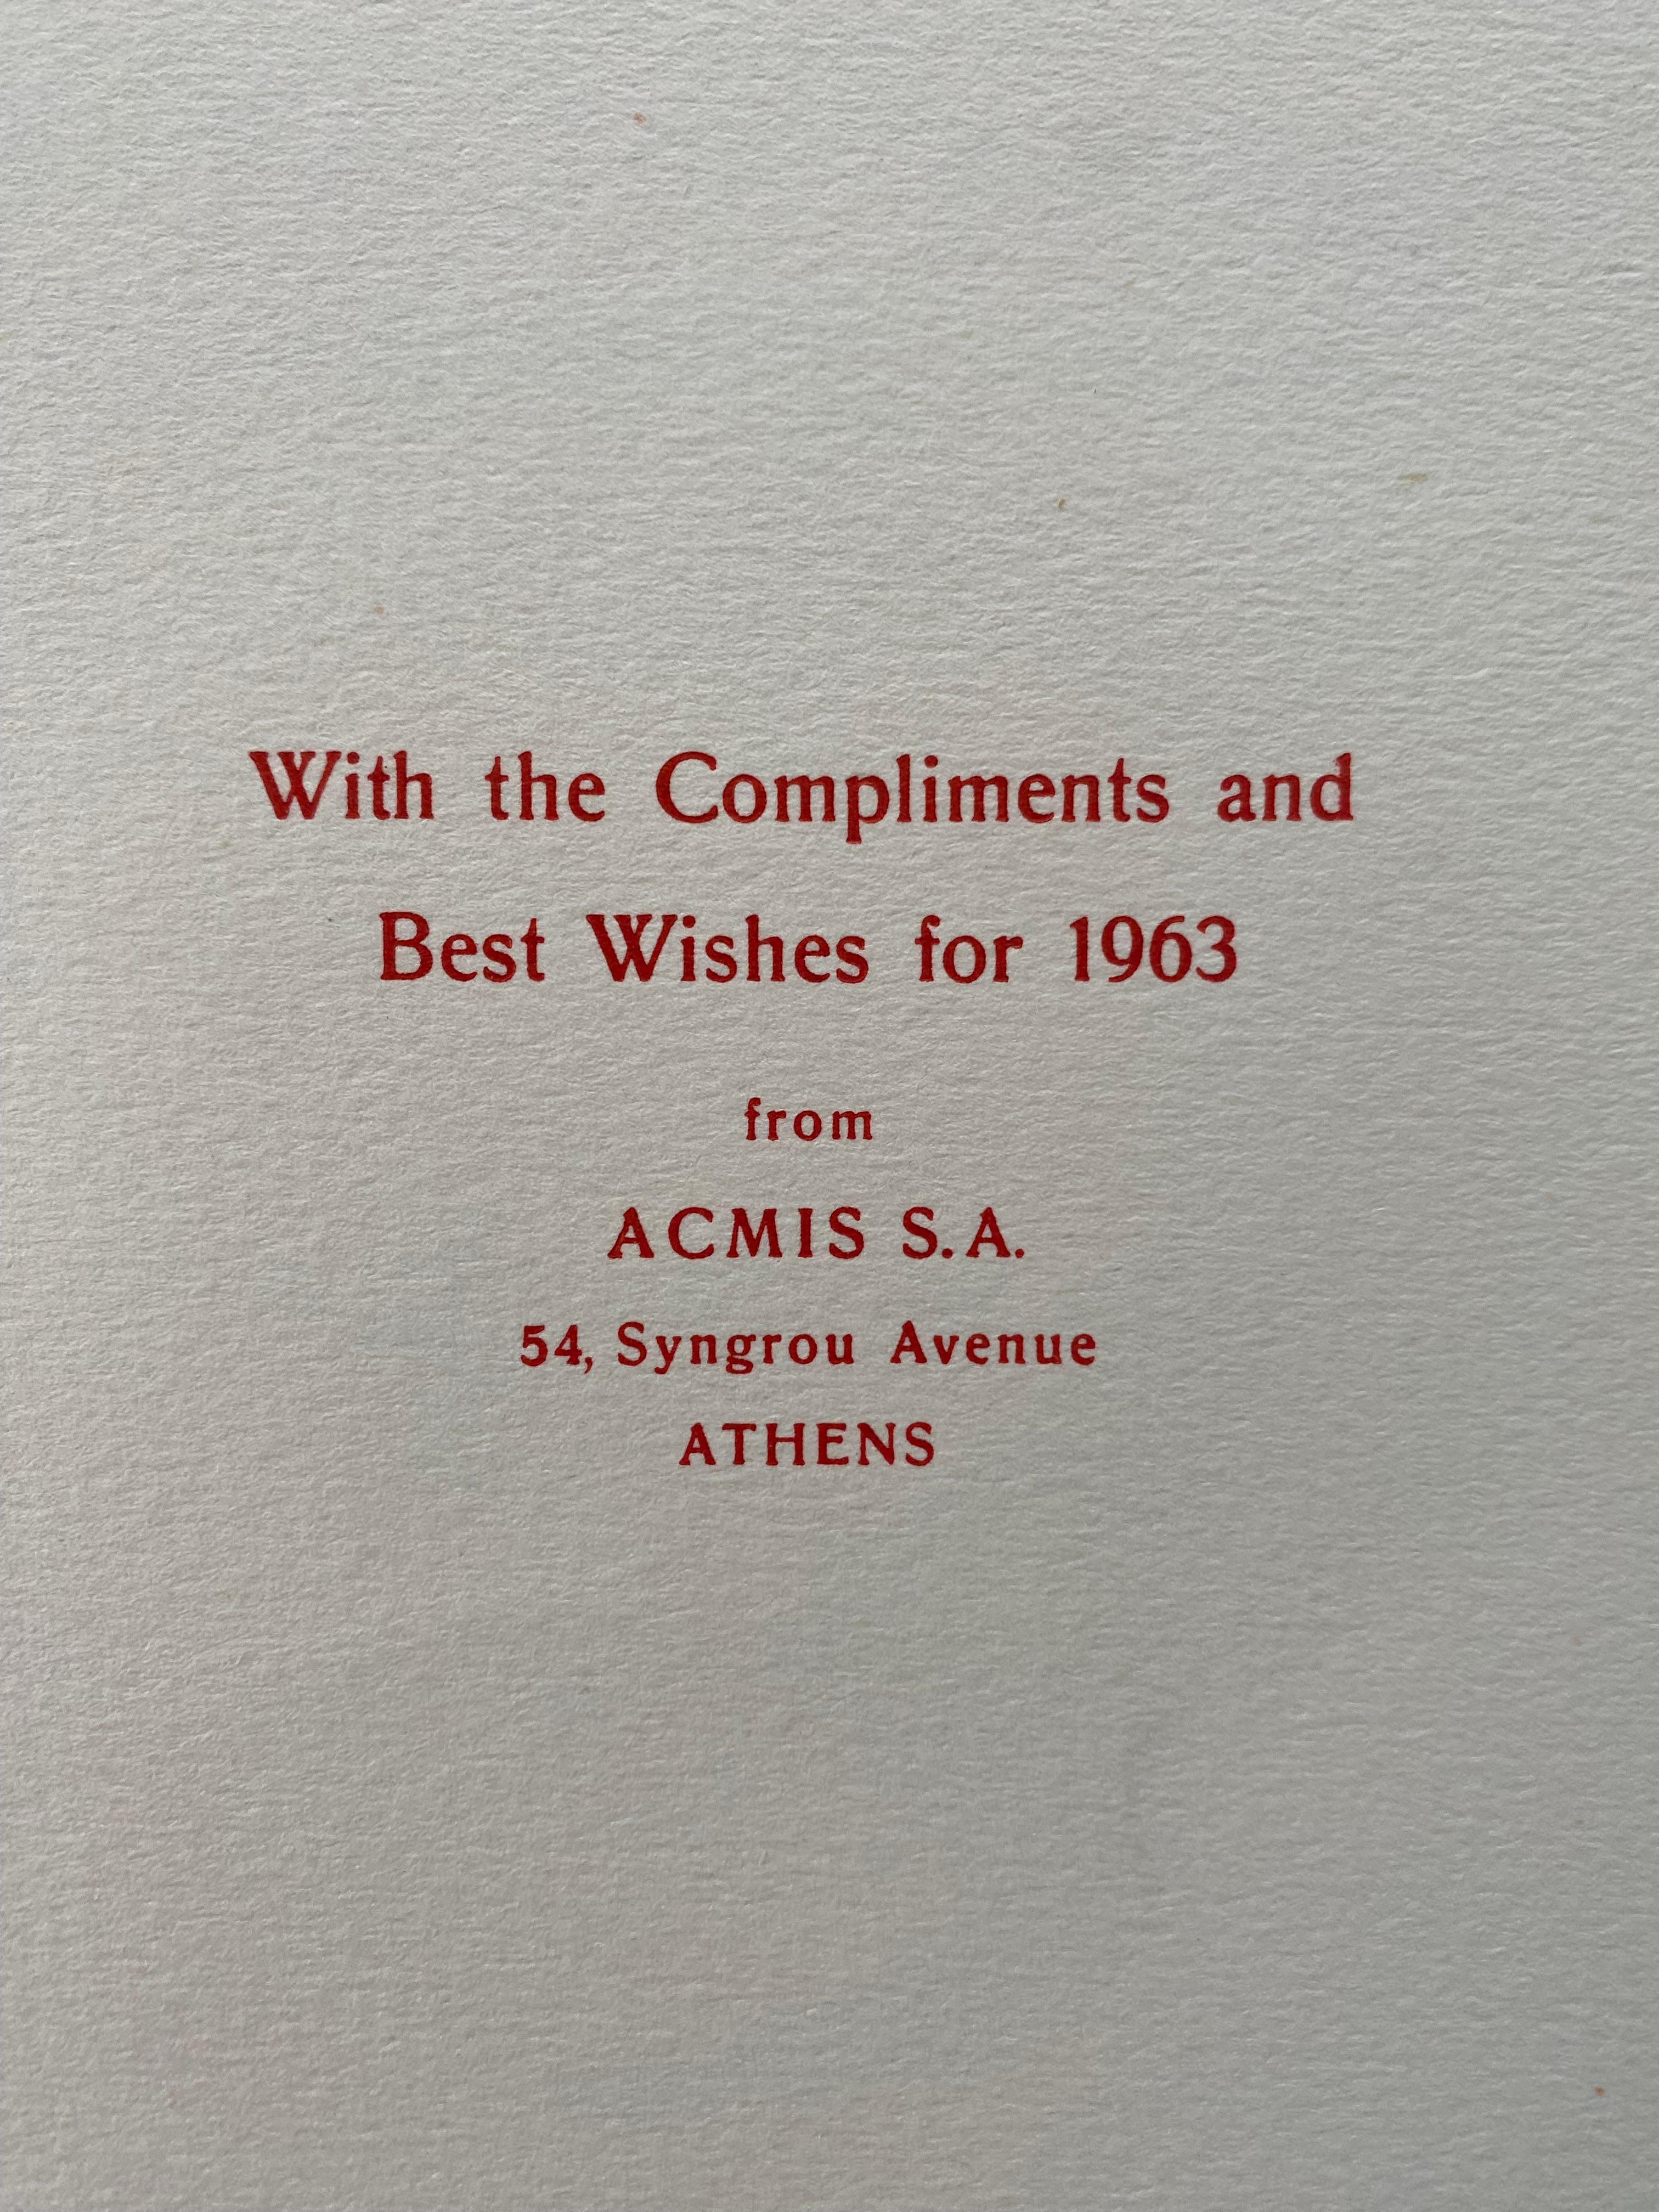 With the Compliments and
Best Wishes for 1963
from
ACMIS S.A.
54, Syngrou Avenue
ATHENS